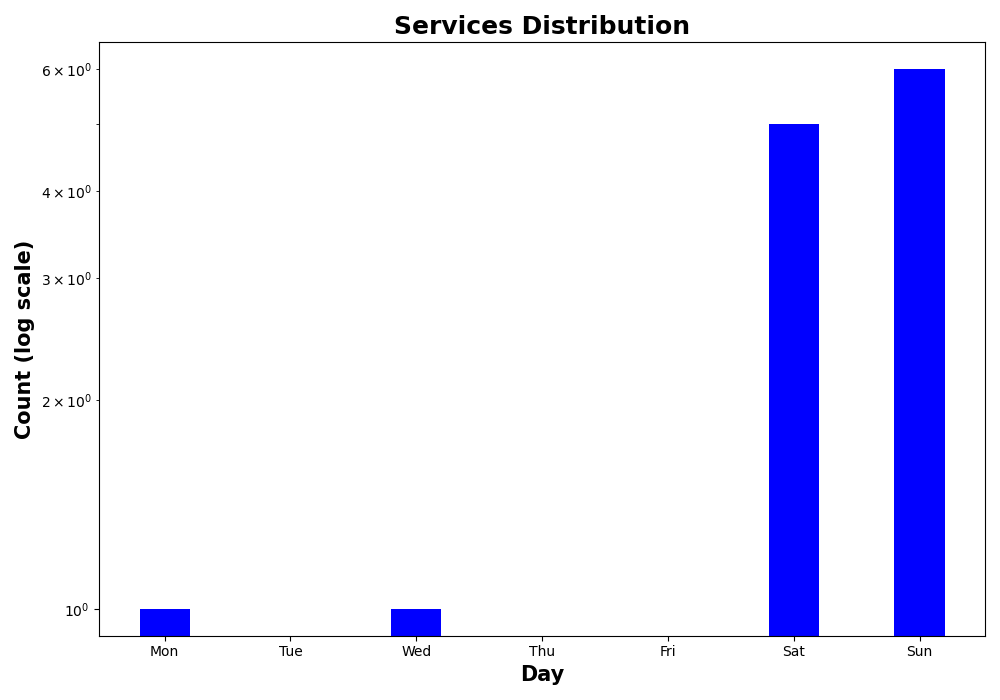 Services Distribution
6 × 10⁰
4 × 10⁰
3 × 10⁰
2 × 10⁰
10⁰
Count (log scale)
Mon Tue Wed Thu Fri Sat Sun
Day